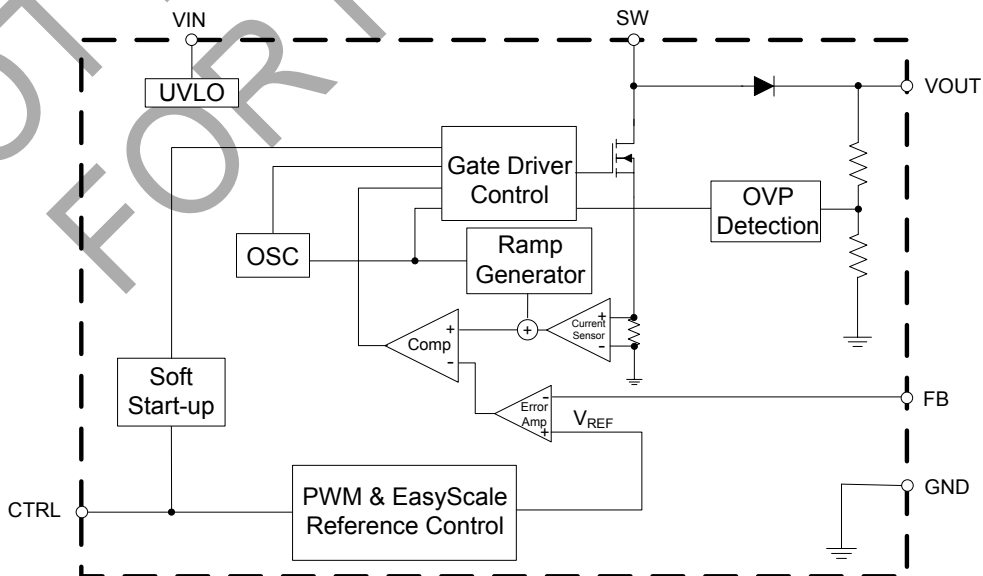 VIN
SW
UVLO
VOUT
Gate Driver
Control
OVP
Detection
OSC
Ramp
Generator
+
+
Current
Sensor
-
+
Comp
-
Soft
Start-up
-
Error
Amp
+
VREF
FB
CTRL
PWM & EasyScale
Reference Control
GND
FOR